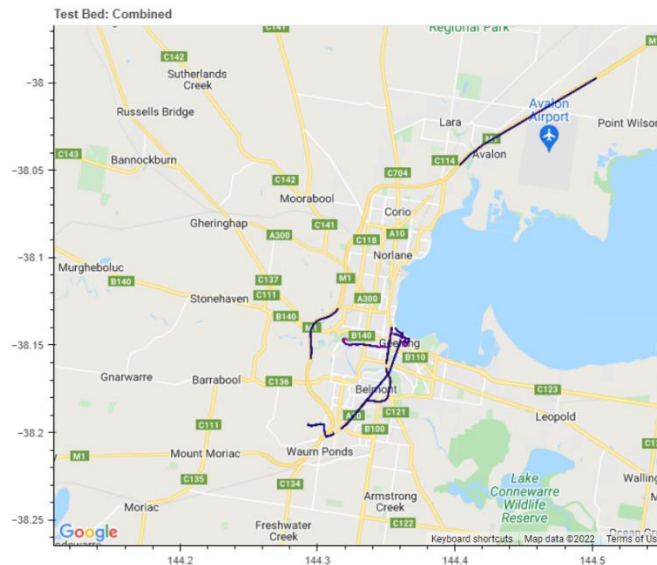 Test Bed: Combined
Regional Park
C141
C142
M
-38
Sutherlands
Creek
Avalon
Airport
Lara
Point Wilson
Russells Bridge
C143
Bannockburn
C114
Avalon
-38.05
C704
C142
Moorabool
Corio
Gheringhap
C141
A10
A300
C118
-38.1
Norlane
Murgheboluc
C137
M1
B140
C111
Stonehaven
A300
B140
B140
Geelong
-38.15
B110
Gnarwarre
Barrabool
C136
Belmont
C123
C111
C121
Leopold
B100
-38.2
M1
Mount Moriac
Waurn Ponds
C135
C134
Lake
Connewarre
Wildlife
Reserve
Walling
Moriac
Armstrong
Creek
Freshwater
Creek
C122
-38.25
Google
Keyboard shortcuts
Map data ©2022
Terms of Us
144.2
144.3
144.4
144.5